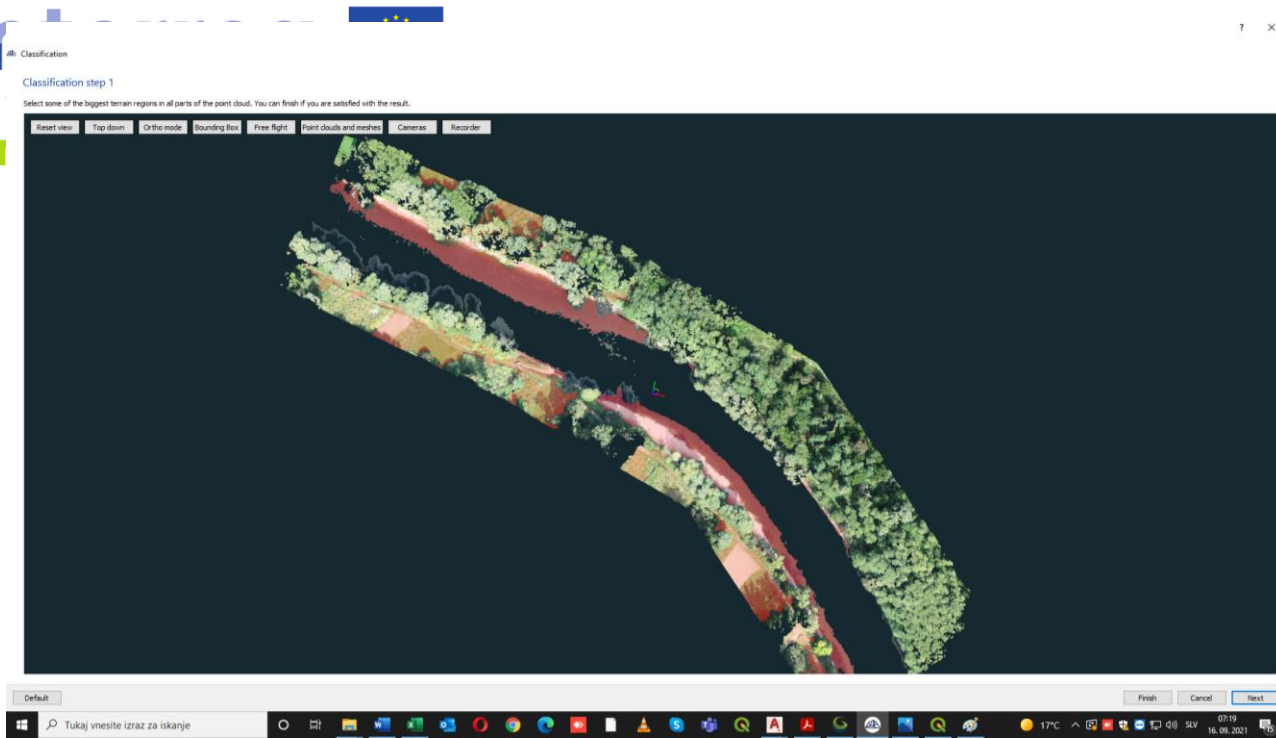 ?
Classification
Classification step 1
Select some of the biggest terrain regions in all parts of the point cloud. You can finish if you are satisfied with the result.
Reset view Top down Ortho mode Bounding Box Free flight Point clouds and meshes Cameras Recorder
Default Finish Cancel Next
Tukaj vnesite izraz za iskanje 17°C SLV 07:19
16. 09. 2021